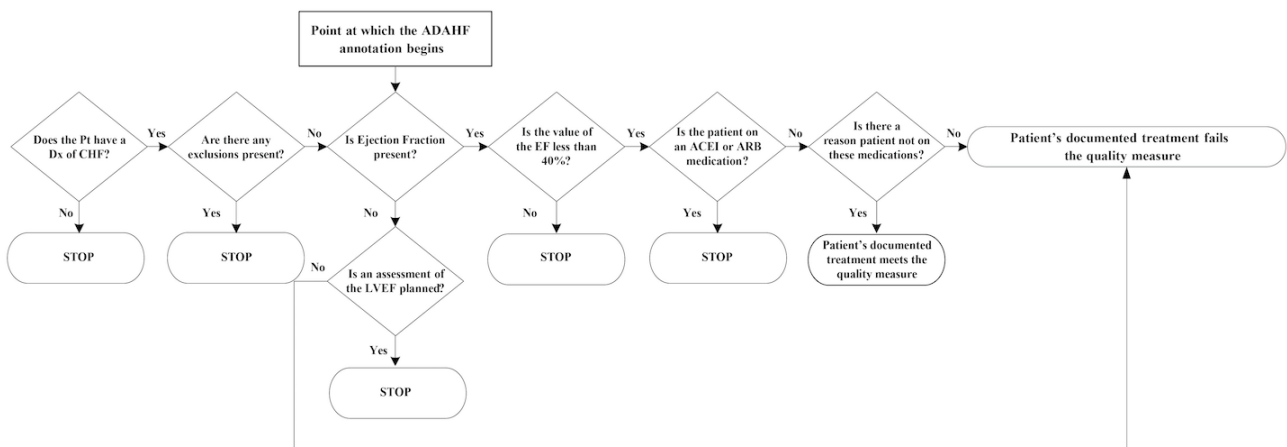 Point at which the ADAHF
annotation begins
Does the Pt have a
Dx of CHF?
Yes
No
STOP
Are there any
exclusions present?
No
Yes
STOP
Is Ejection Fraction
present?
Yes
No
Is an assessment of
the LVEF planned?
No
Yes
STOP
Is the value of
the EF less than
40%?
Yes
No
STOP
Is the patient on
an ACEI or ARB
medication?
No
Yes
STOP
Is there a
reason patient not on
these medications?
No
Yes
Patient's documented
treatment meets the
quality measure
Patient's documented treatment fails
the quality measure